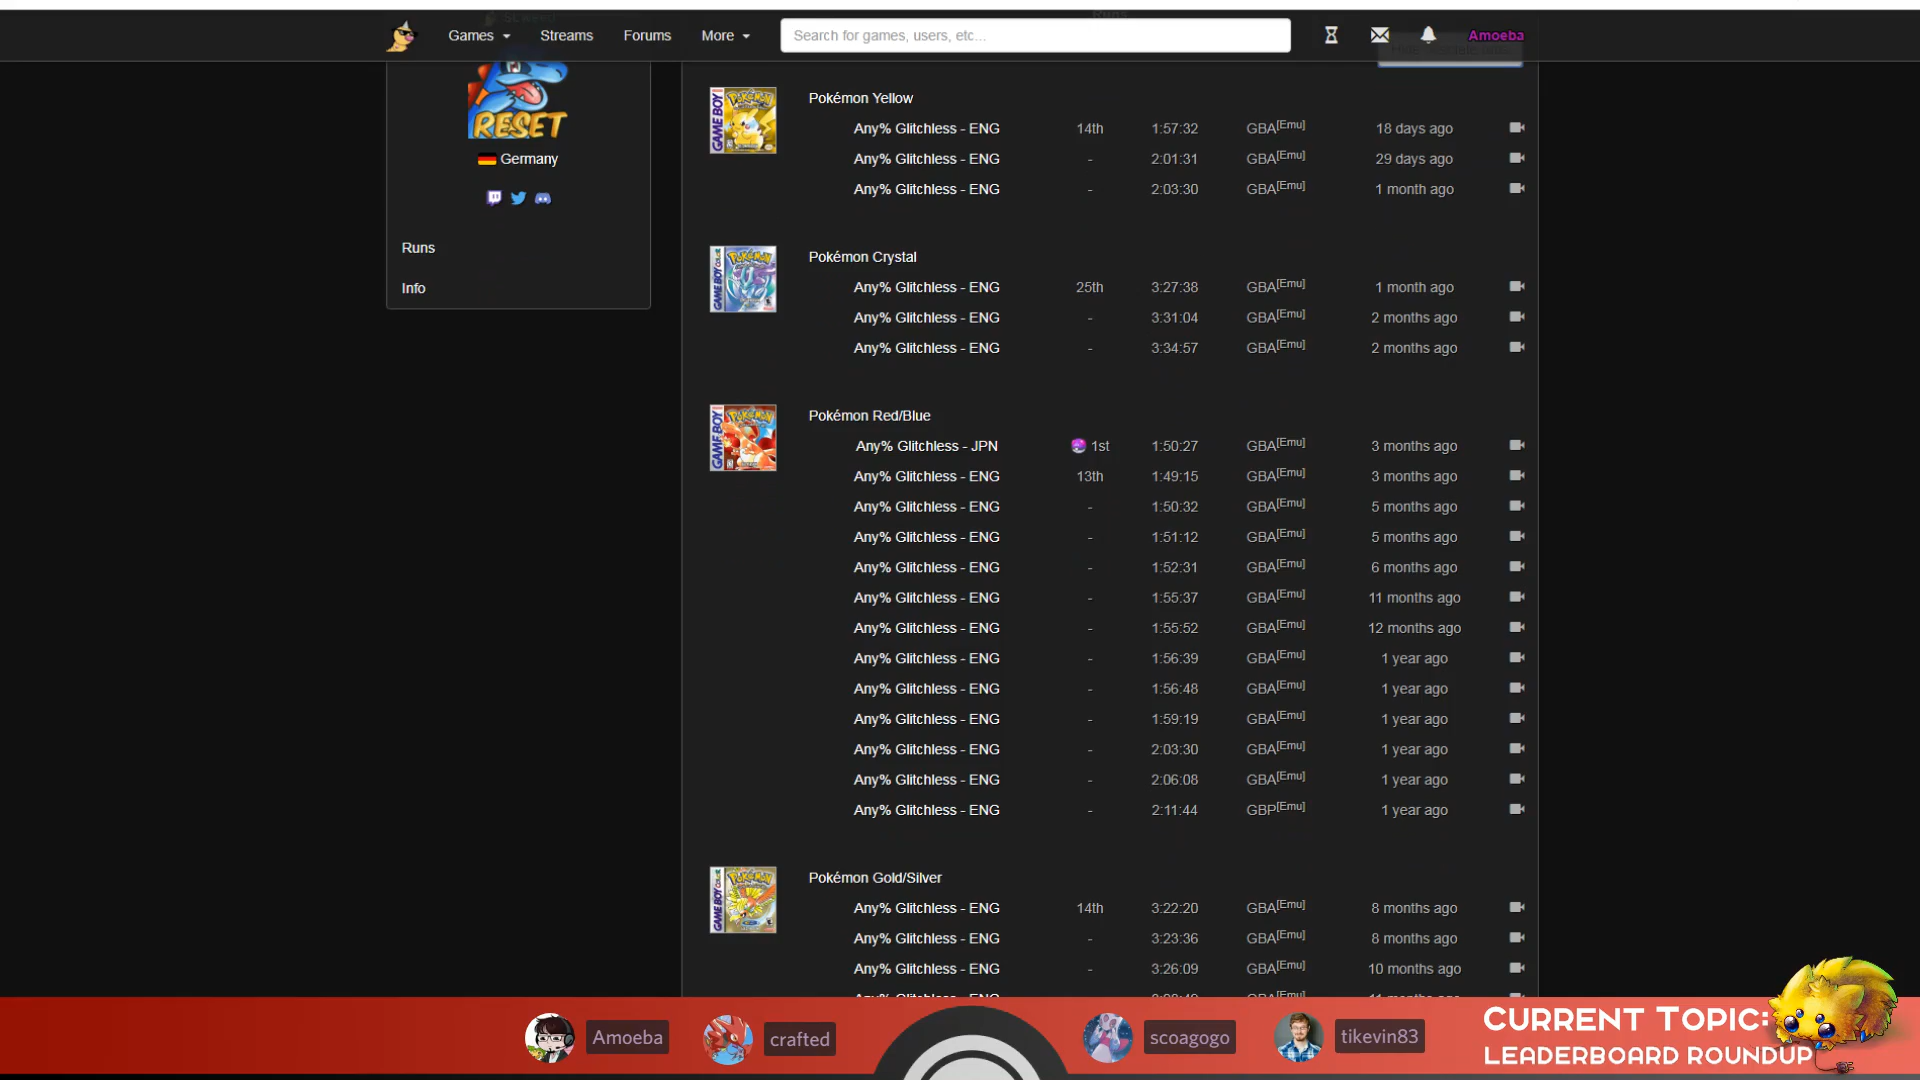 Games
Streams
Forums
More
Search for games, users, etc...
Amoeba
RESET
Germany
Runs
Info
Pokémon Yellow
Any% Glitchless - ENG 14th 1:57:32 GBA[Emu] 18 days ago
Any% Glitchless - ENG - 2:01:31 GBA[Emu] 29 days ago
Any% Glitchless - ENG - 2:03:30 GBA[Emu] 1 month ago
Pokémon Crystal
Any% Glitchless - ENG 25th 3:27:38 GBA[Emu] 1 month ago
Any% Glitchless - ENG - 3:31:04 GBA[Emu] 2 months ago
Any% Glitchless - ENG - 3:34:57 GBA[Emu] 2 months ago
Pokémon Red/Blue
Any% Glitchless - JPN 1st 1:50:27 GBA[Emu] 3 months ago
Any% Glitchless - ENG 13th 1:49:15 GBA[Emu] 3 months ago
Any% Glitchless - ENG - 1:50:32 GBA[Emu] 5 months ago
Any% Glitchless - ENG - 1:51:12 GBA[Emu] 5 months ago
Any% Glitchless - ENG - 1:52:31 GBA[Emu] 6 months ago
Any% Glitchless - ENG - 1:55:37 GBA[Emu] 11 months ago
Any% Glitchless - ENG - 1:55:52 GBA[Emu] 12 months ago
Any% Glitchless - ENG - 1:56:39 GBA[Emu] 1 year ago
Any% Glitchless - ENG - 1:56:48 GBA[Emu] 1 year ago
Any% Glitchless - ENG - 1:59:19 GBA[Emu] 1 year ago
Any% Glitchless - ENG - 2:03:30 GBA[Emu] 1 year ago
Any% Glitchless - ENG - 2:06:08 GBA[Emu] 1 year ago
Any% Glitchless - ENG - 2:11:44 GBP[Emu] 1 year ago
Pokémon Gold/Silver
Any% Glitchless - ENG 14th 3:22:20 GBA[Emu] 8 months ago
Any% Glitchless - ENG - 3:23:36 GBA[Emu] 8 months ago
Any% Glitchless - ENG - 3:26:09 GBA[Emu] 10 months ago
Amoeba
crafted
scoagogo
tikevin83
CURRENT TOPIC:
LEADERBOARD ROUNDUP